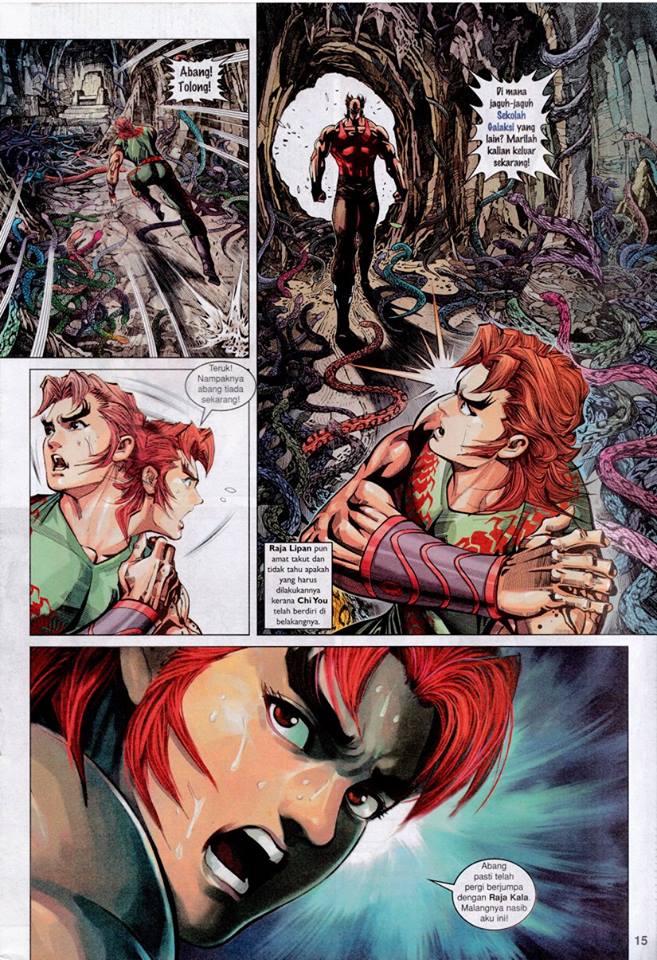 Abang!
Tolong!
Di mana
jaguh-jaguh
Sekolah
Galaksi yang
lain? Marilah
kalian keluar
sekarang!
Teruk!
Nampaknya
abang tiada
sekarang!
Raja Lipan pun
amat takut dan
tidak tahu apakah
yang harus
dilakukannya
kerana Chi You
telah berdiri di
belakangnya.
Abang
pasti telah
pergi berjumpa
dengan Raja Kala.
Malangnya nasib
aku ini!
15